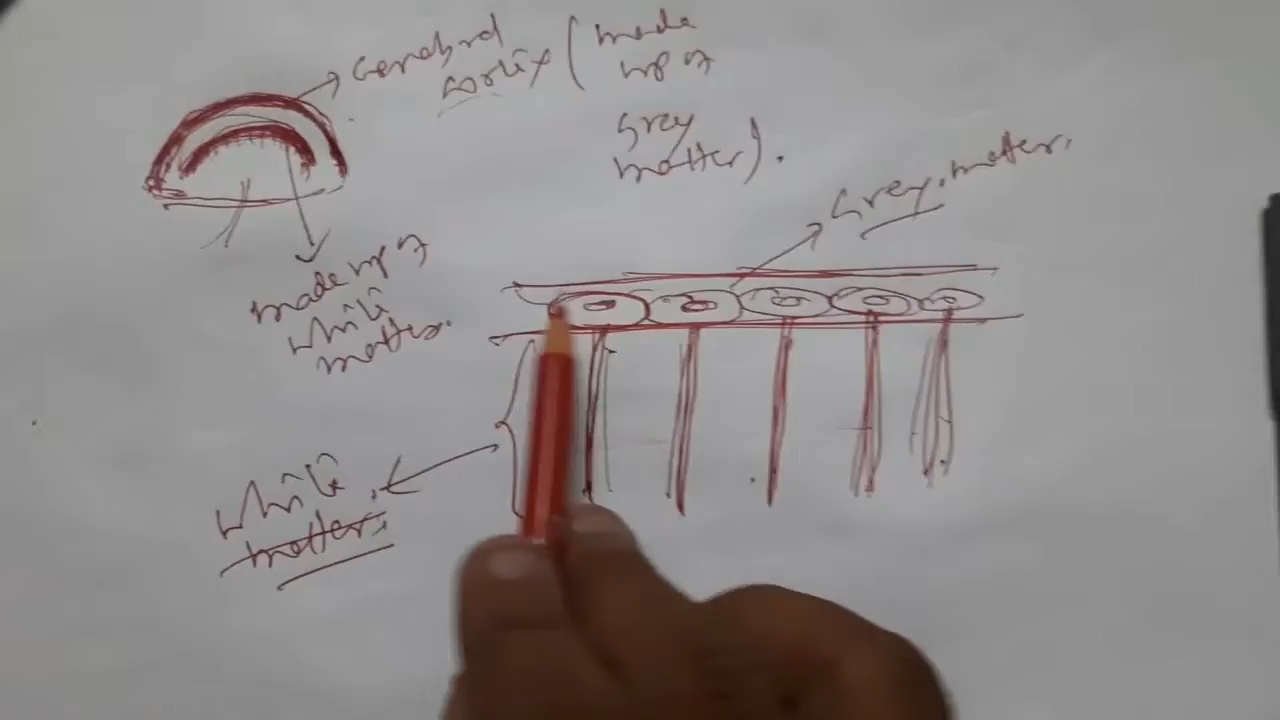 cerebral
cortex (made
up of
grey
matter).
Grey matter.
made up of
white
matter.
white
matter.